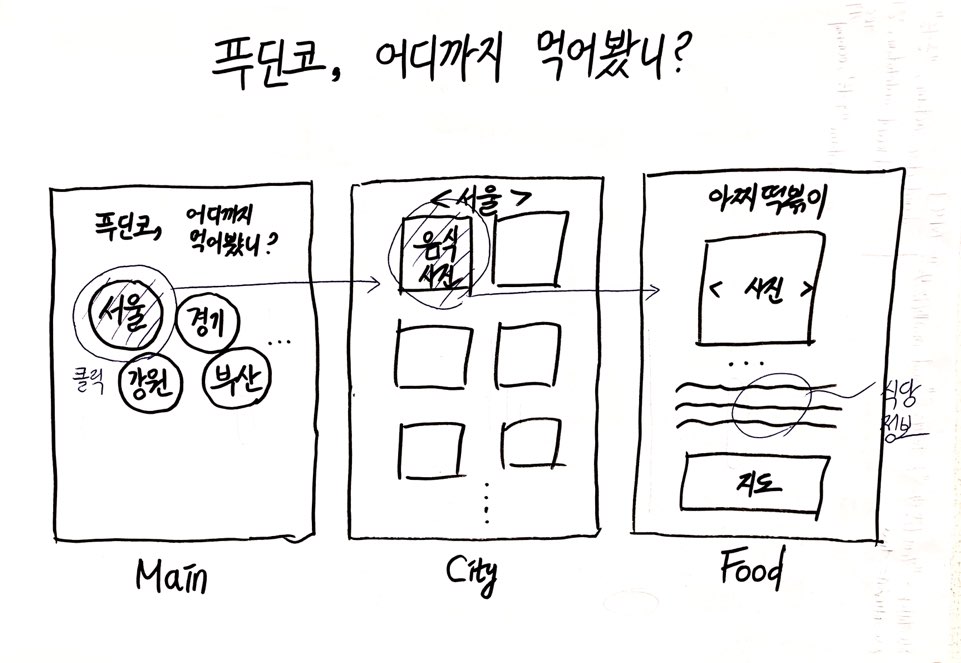 푸딘코, 어디까지 먹어봤니?
푸딘코, 어디까지
먹어봤니?
서울
경기
...
클릭
강원
부산
Main
< 서울 >
음식
사진
City
아찌떡볶이
< 사진 >
...
식당
정보
지도
Food